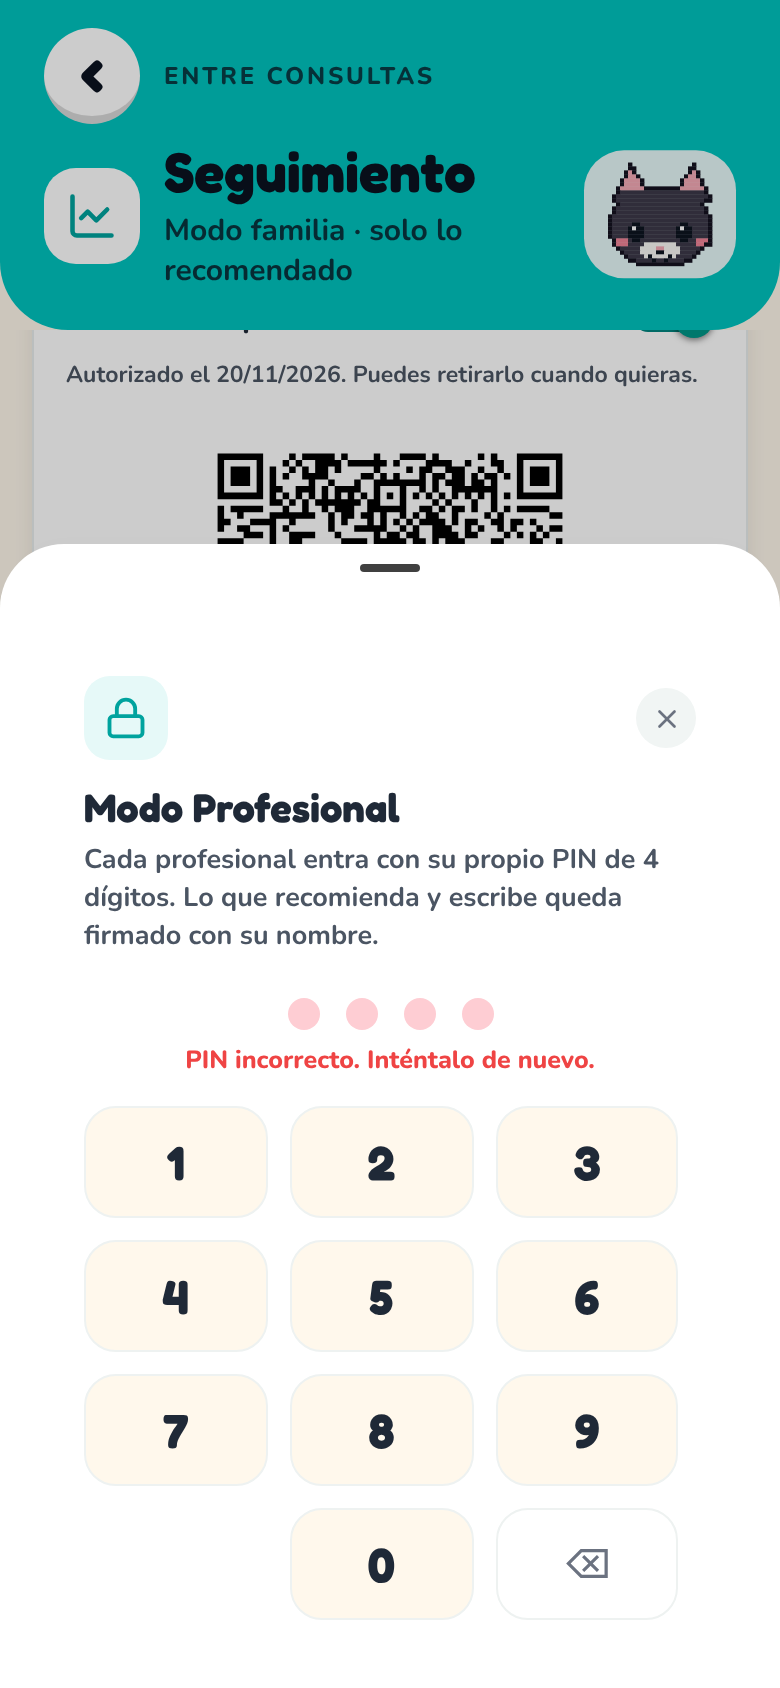 ENTRE CONSULTAS
Seguimiento
Modo familia · solo lo
recomendado
Autorizado el 20/11/2026. Puedes retirarlo cuando quieras.
Modo Profesional
Cada profesional entra con su propio PIN de 4
dígitos. Lo que recomienda y escribe queda
firmado con su nombre.
PIN incorrecto. Inténtalo de nuevo.
1 2 3
4 5 6
7 8 9
0